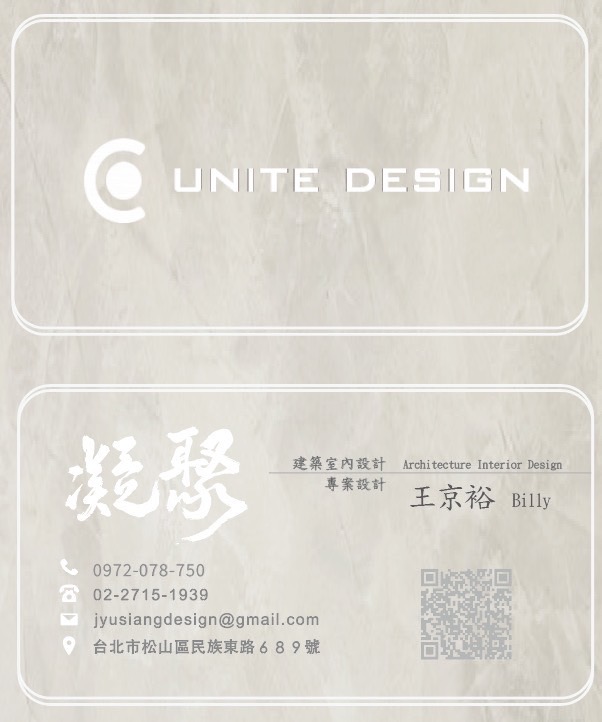 UNITE DESIGN
凝聚
建築室內設計 Architecture Interior Design
專案設計 王京裕 Billy
0972-078-750
02-2715-1939
jyusiangdesign@gmail.com
台北市松山區民族東路６８９號